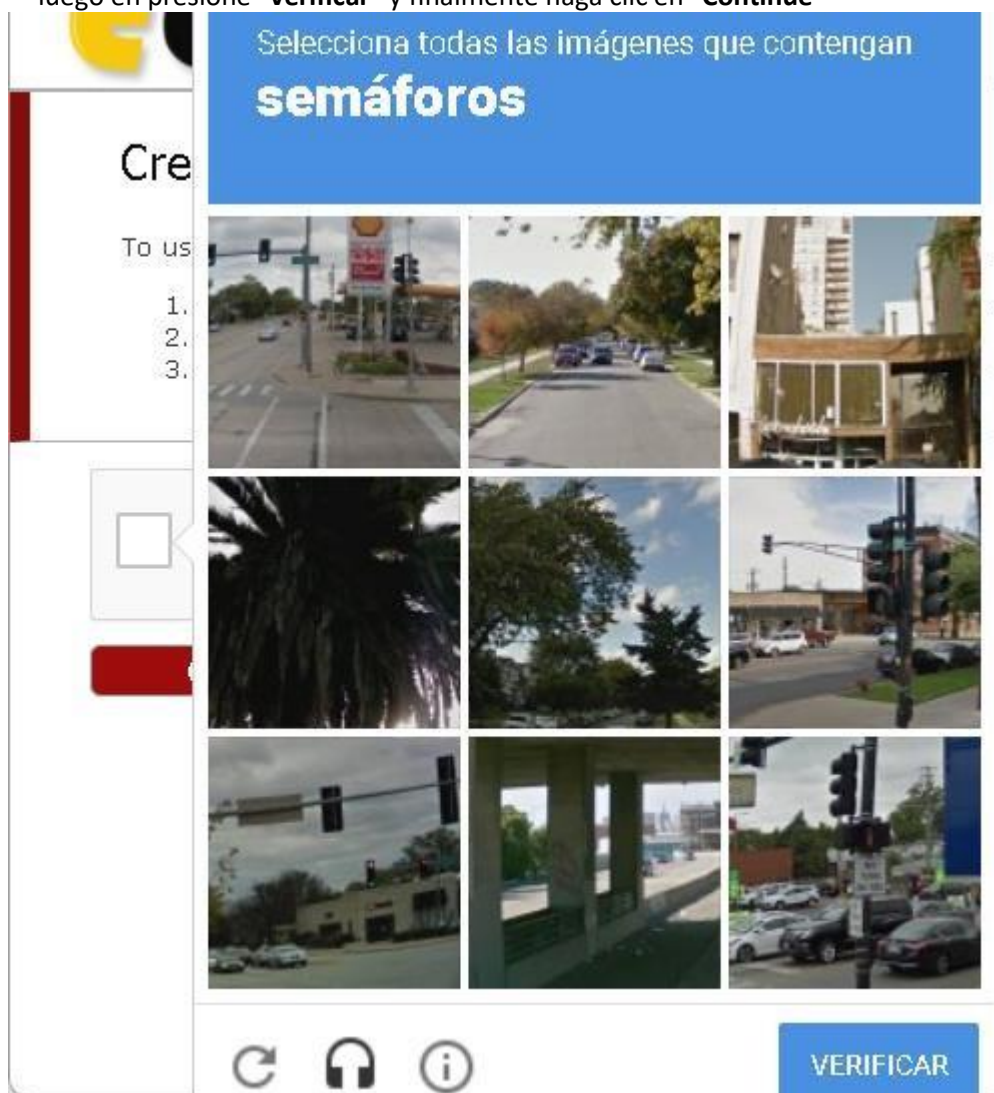 luego en presione "Verificar" y finalmente haga clic en "Continue"
Selecciona todas las imágenes que contengan
semáforos
Cre
To us
1.
2.
3.
VERIFICAR